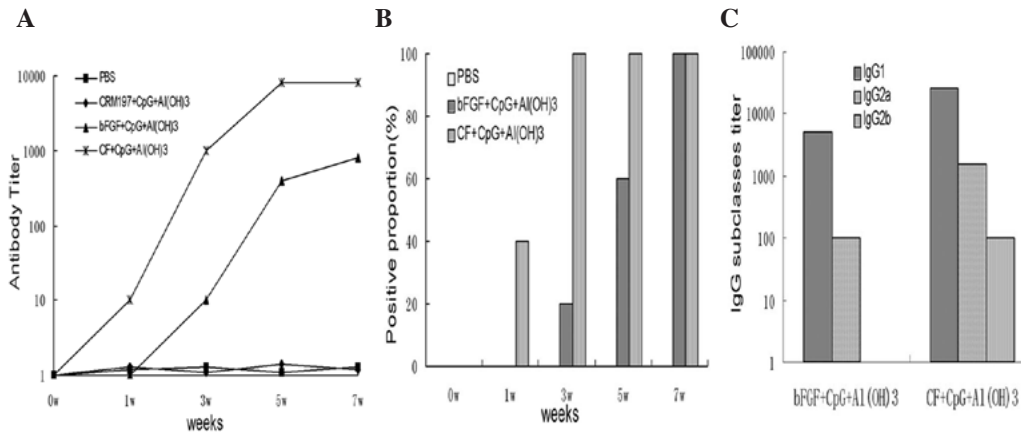 A
B
C
Antibody Titer
10000
1000
100
10
1
PBS
CRM197+CpG+Al(OH)3
bFGF+CpG+Al(OH)3
CF+CpG+Al(OH)3
0w
1w
3w
5w
7w
weeks
Positive proportion(%)
100
80
60
40
20
0
PBS
bFGF+CpG+Al(OH)3
CF+CpG+Al(OH)3
0w
1w
3w
5w
7w
weeks
IgG subclasses titer
100000
10000
1000
100
10
1
IgG1
IgG2a
IgG2b
bFGF+CpG+Al(OH)3
CF+CpG+Al(OH)3